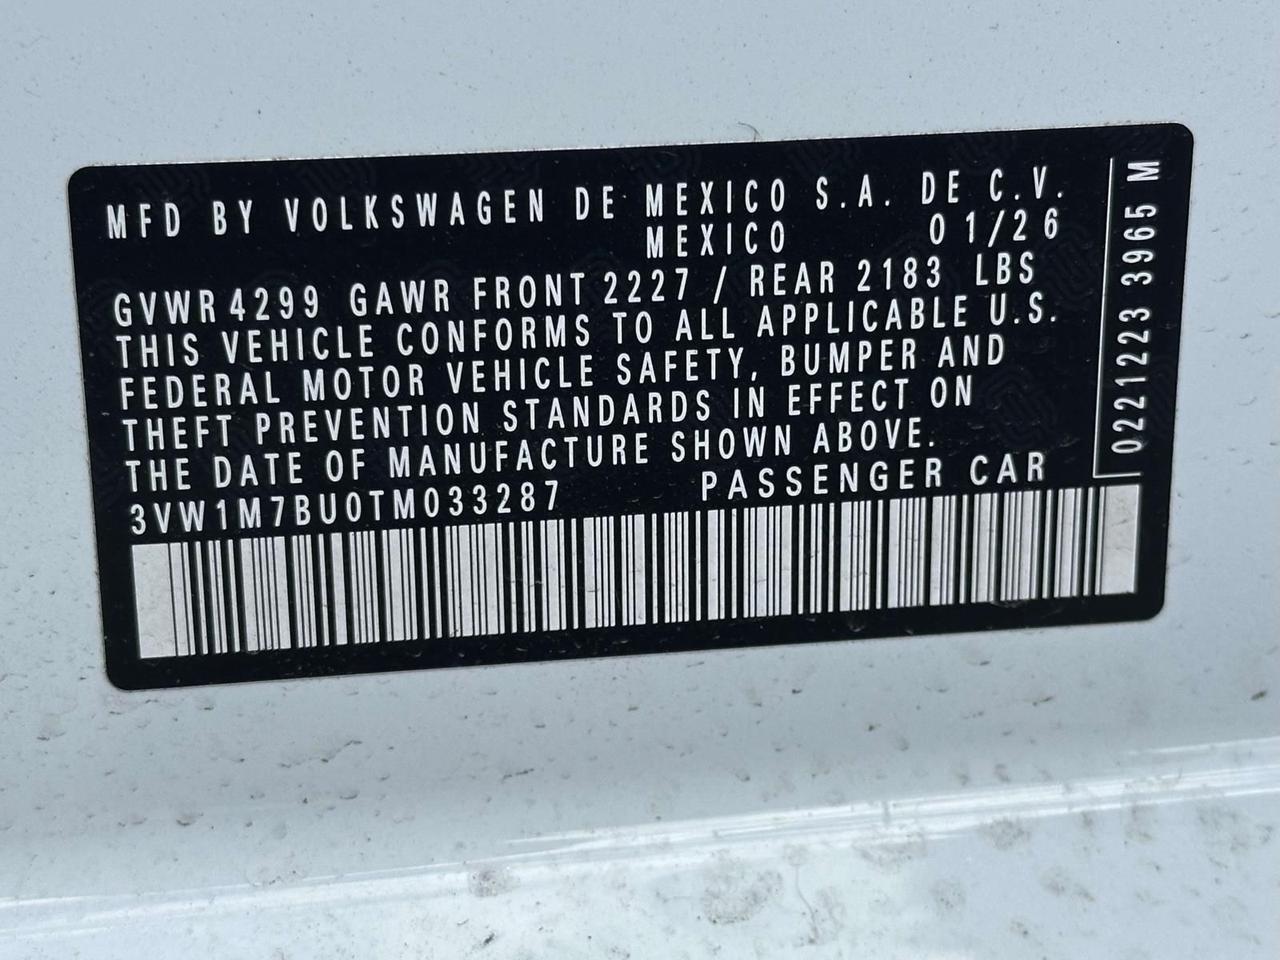 MFD BY VOLKSWAGEN DE MEXICO S.A. DE C.V.
MEXICO 01/26
GVWR 4299 GAWR FRONT 2227 / REAR 2183 LBS
THIS VEHICLE CONFORMS TO ALL APPLICABLE U.S.
FEDERAL MOTOR VEHICLE SAFETY, BUMPER AND
THEFT PREVENTION STANDARDS IN EFFECT ON
THE DATE OF MANUFACTURE SHOWN ABOVE.
3VW1M7BU0TM033287 PASSENGER CAR
0221223 3965 M